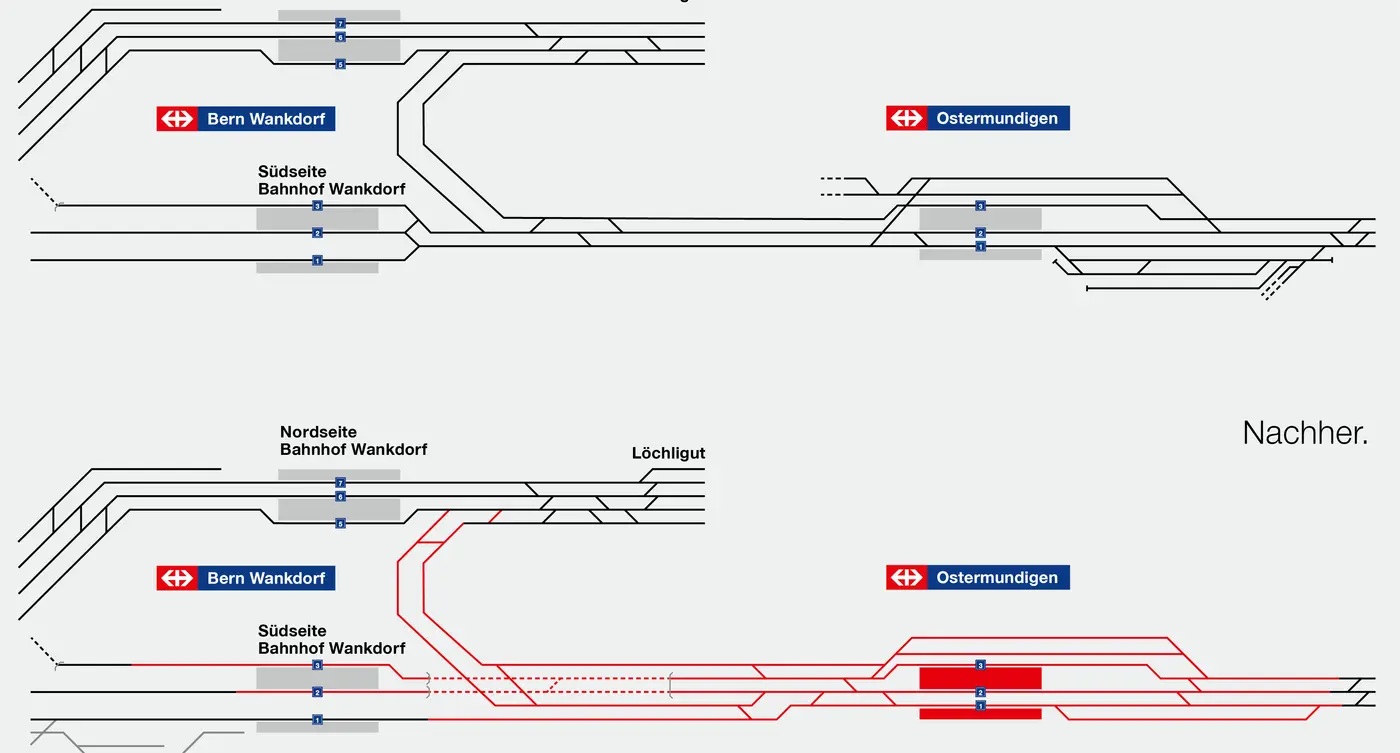 7
6
5
Bern Wankdorf
Ostermundigen
Südseite
Bahnhof Wankdorf
3
2
1
3
2
1
Nachher.
Nordseite
Bahnhof Wankdorf
Löchligut
7
6
5
Bern Wankdorf
Ostermundigen
Südseite
Bahnhof Wankdorf
3
2
1
3
2
1